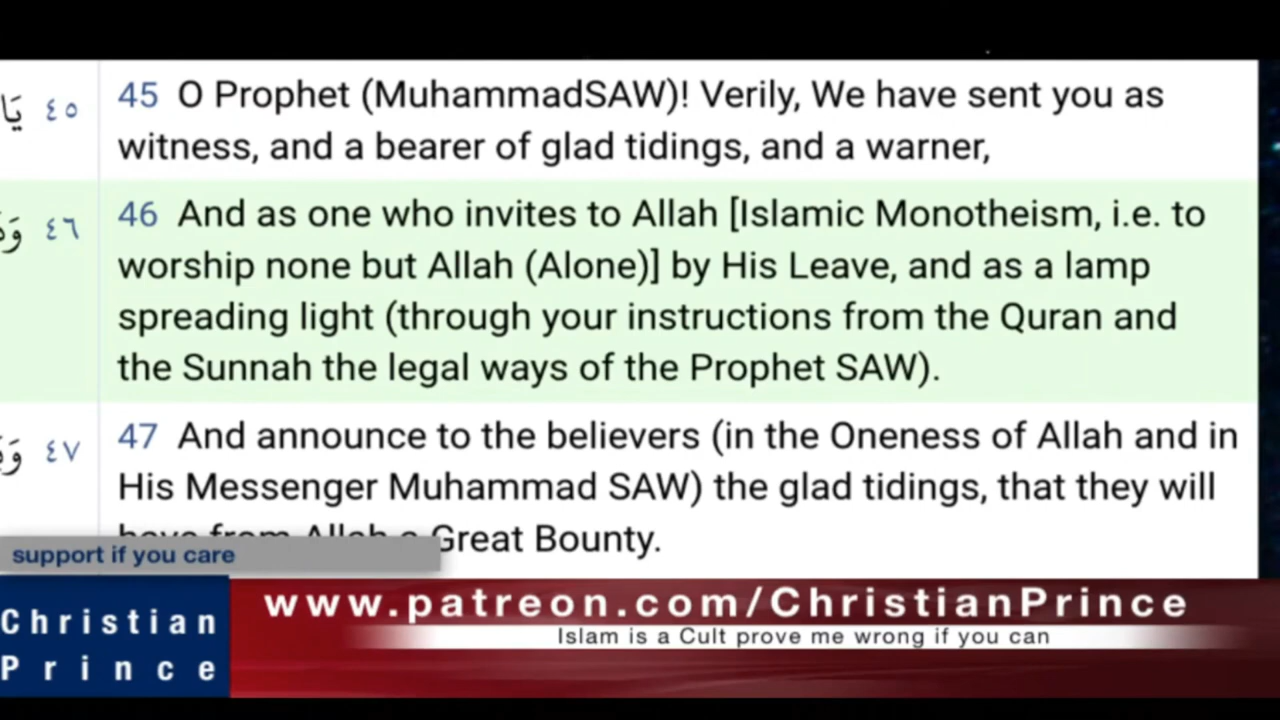 يَا ٤٥ 45 O Prophet (MuhammadSAW)! Verily, We have sent you as
witness, and a bearer of glad tidings, and a warner,
٤٦ 46 And as one who invites to Allah [Islamic Monotheism, i.e. to
worship none but Allah (Alone)] by His Leave, and as a lamp
spreading light (through your instructions from the Quran and
the Sunnah the legal ways of the Prophet SAW).
٤٧ 47 And announce to the believers (in the Oneness of Allah and in
His Messenger Muhammad SAW) the glad tidings, that they will
have from Allah a Great Bounty.
support if you care
Christian
Prince
www.patreon.com/ChristianPrince
Islam is a Cult prove me wrong if you can